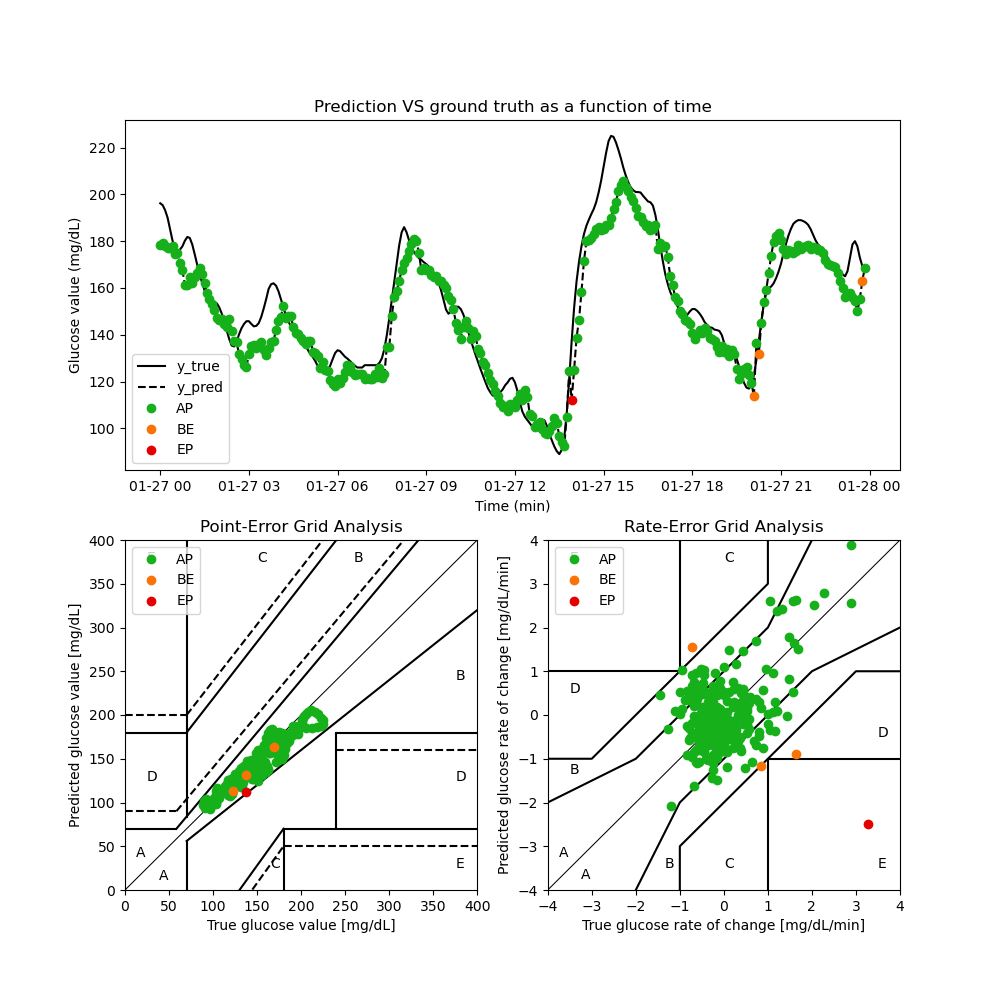 Prediction VS ground truth as a function of time
Glucose value (mg/dL)
220
200
180
160
140
120
100
y_true
y_pred
AP
BE
EP
01-27 00 01-27 03 01-27 06 01-27 09 01-27 12 01-27 15 01-27 18 01-27 21 01-28 00
Time (min)
Point-Error Grid Analysis
Predicted glucose value [mg/dL]
400
350
300
250
200
150
100
50
0
AP
BE
EP
C
B
B
D
D
A
A
C
E
0 50 100 150 200 250 300 350 400
True glucose value [mg/dL]
Rate-Error Grid Analysis
Predicted glucose rate of change [mg/dL/min]
4
3
2
1
0
−1
−2
−3
−4
AP
BE
EP
C
D
D
B
A
A
B
C
E
−4 −3 −2 −1 0 1 2 3 4
True glucose rate of change [mg/dL/min]